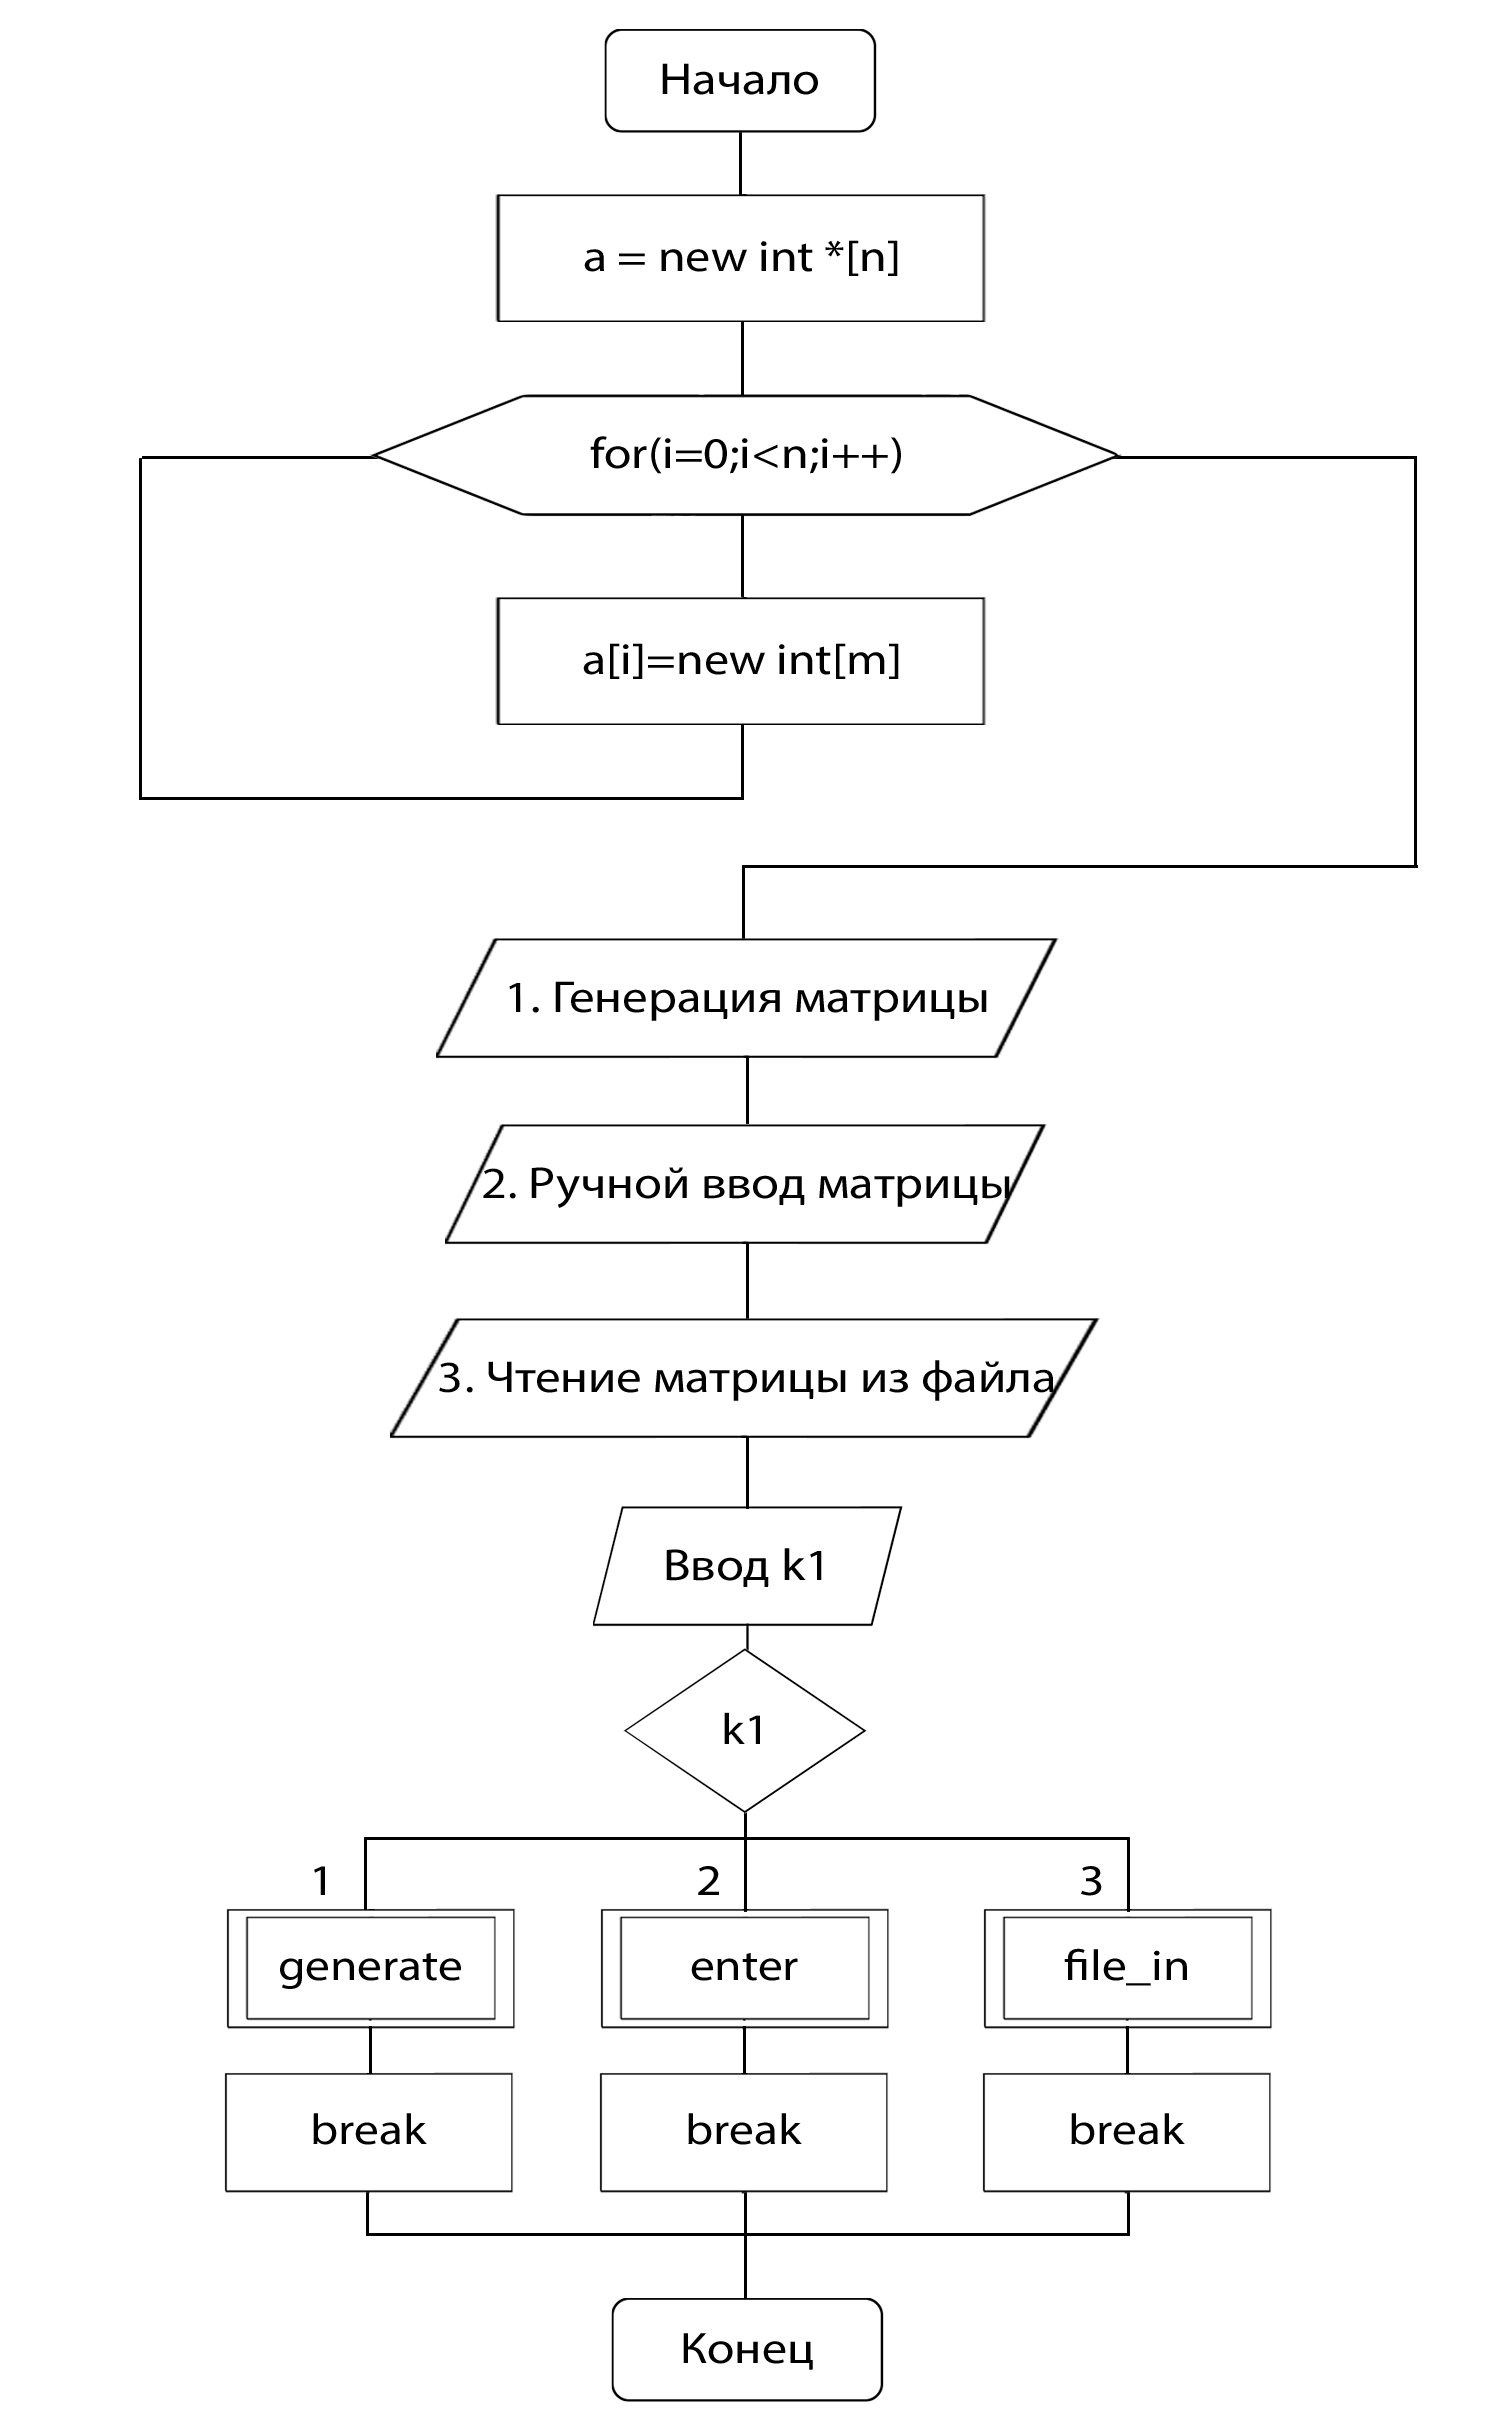 Начало
a = new int *[n]
for(i=0;i<n;i++)
a[i]=new int[m]
1. Генерация матрицы
2. Ручной ввод матрицы
3. Чтение матрицы из файла
Ввод k1
k1
1 2 3
generate enter file_in
break break break
Конец